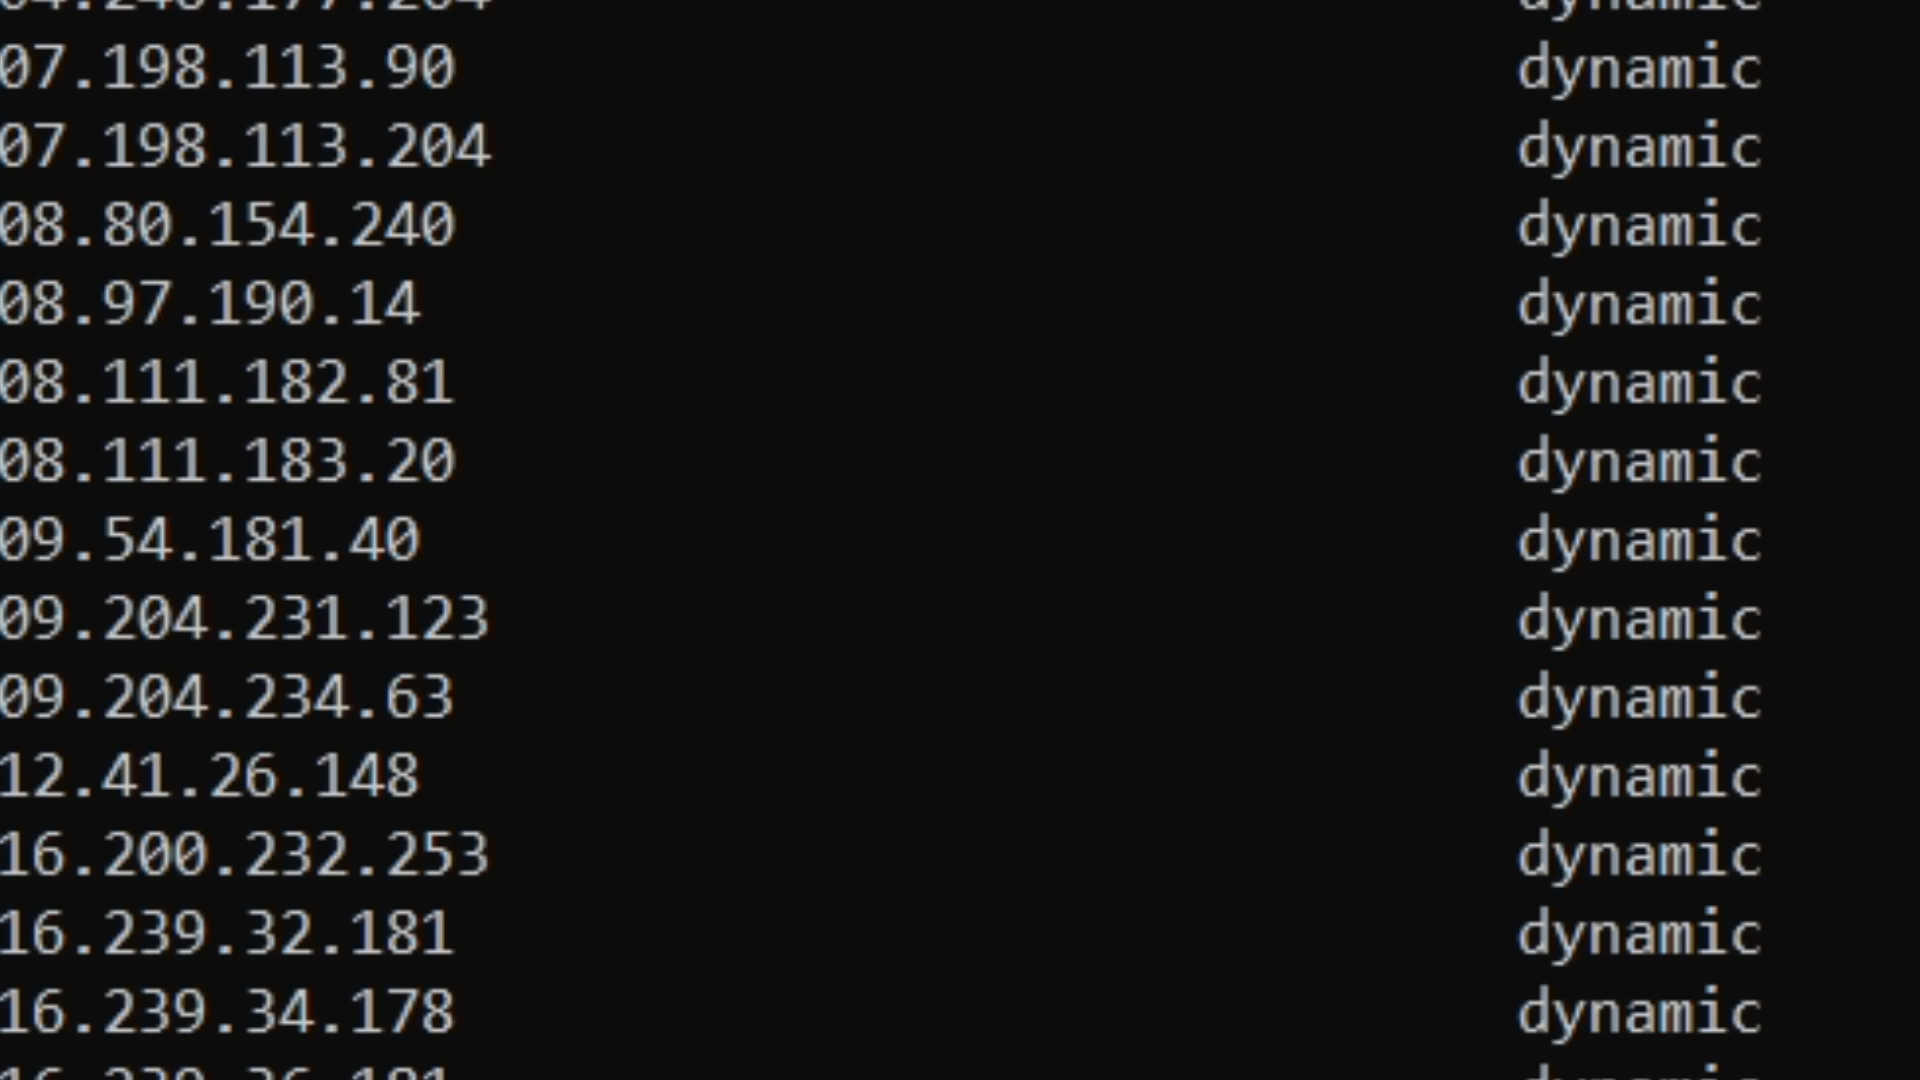 07.198.113.90 dynamic
07.198.113.204 dynamic
08.80.154.240 dynamic
08.97.190.14 dynamic
08.111.182.81 dynamic
08.111.183.20 dynamic
09.54.181.40 dynamic
09.204.231.123 dynamic
09.204.234.63 dynamic
12.41.26.148 dynamic
16.200.232.253 dynamic
16.239.32.181 dynamic
16.239.34.178 dynamic